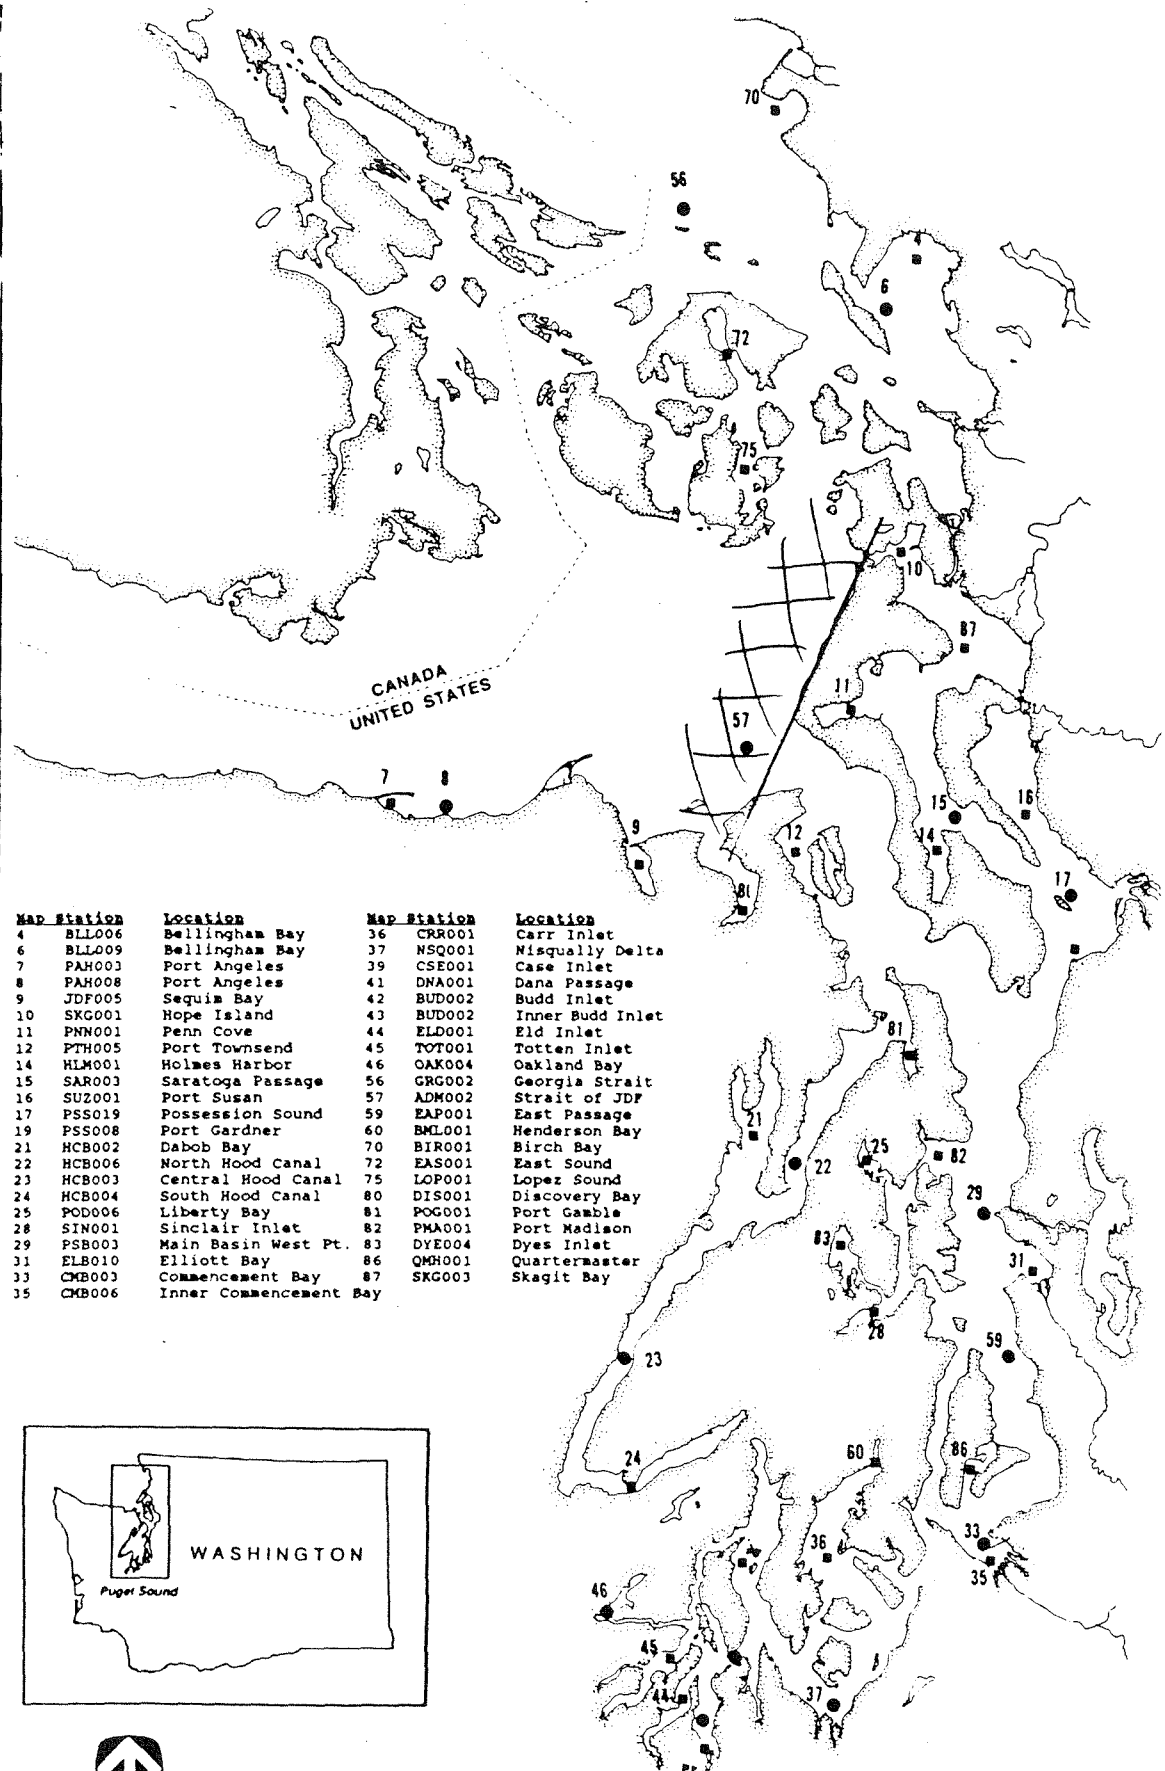 70
56
4
6
72
75
10
87
CANADA
UNITED STATES
11
57
7
8
15
16
9
12
14
17
Map Station Location Map Station Location
4 BLL006 Bellingham Bay 36 CRR001 Carr Inlet
6 BLL009 Bellingham Bay 37 NSQ001 Nisqually Delta
7 PAH003 Port Angeles 39 CSE001 Case Inlet
8 PAH008 Port Angeles 41 DNA001 Dana Passage
9 JDF005 Sequim Bay 42 BUD002 Budd Inlet
10 SKG001 Hope Island 43 BUD002 Inner Budd Inlet
11 PNN001 Penn Cove 44 ELD001 Eld Inlet
12 PTH005 Port Townsend 45 TOT001 Totten Inlet
14 HLM001 Holmes Harbor 46 OAK004 Oakland Bay
15 SAR003 Saratoga Passage 56 GRG002 Georgia Strait
16 SUZ001 Port Susan 57 ADM002 Strait of JDF
17 PSS019 Possession Sound 59 EAP001 East Passage
19 PSS008 Port Gardner 60 BML001 Henderson Bay
21 HCB002 Dabob Bay 70 BIR001 Birch Bay
22 HCB006 North Hood Canal 72 EAS001 East Sound
23 HCB003 Central Hood Canal 75 LOP001 Lopez Sound
24 HCB004 South Hood Canal 80 DIS001 Discovery Bay
25 POD006 Liberty Bay 81 POG001 Port Gamble
28 SIN001 Sinclair Inlet 82 PMA001 Port Madison
29 PSB003 Main Basin West Pt. 83 DYE004 Dyes Inlet
31 ELB010 Elliott Bay 86 QMH001 Quartermaster
33 CMB003 Commencement Bay 87 SKG003 Skagit Bay
35 CMB006 Inner Commencement Bay
81
21
22
25
82
29
83
31
28
23
59
24
60
86
WASHINGTON
Puget Sound
33
36
35
46
45
44
37